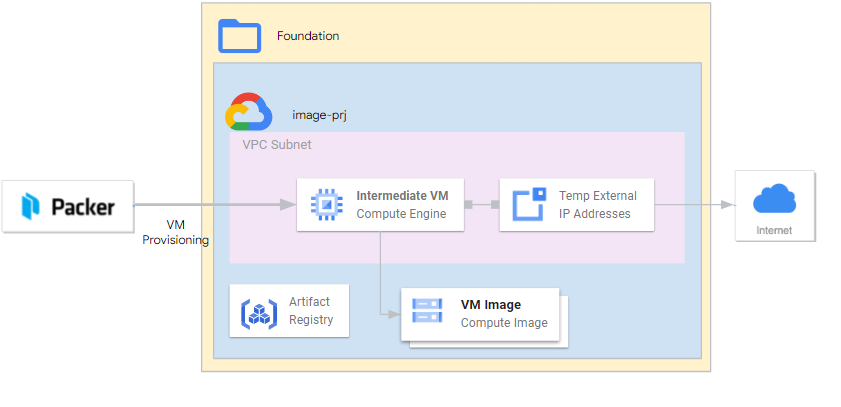 Foundation
image-prj
VPC Subnet
Packer
VM
Provisioning
Intermediate VM
Compute Engine
Temp External
IP Addresses
Internet
Artifact
Registry
VM Image
Compute Image